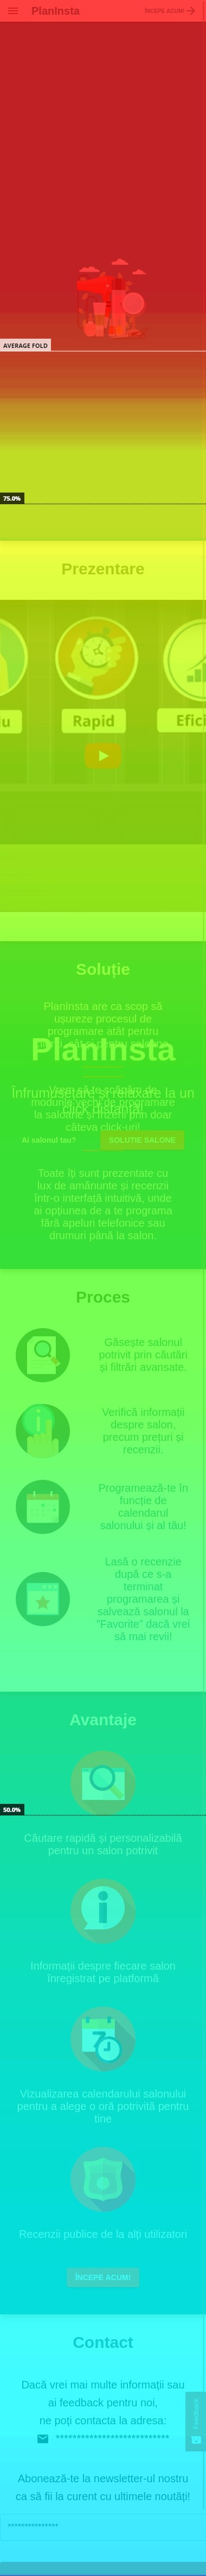 PlanInsta
ÎNCEPE ACUM!
AVERAGE FOLD
75.0%
Prezentare
Rapid
Efici
Soluție
PlanInsta are ca scop să
ușureze procesul de
programare atât pentru
PlanInsta
Vrem să te scăpăm de
modurile vechi de programare
Înfrumusețare și relaxare la un
click distanță!
la saloane și frizerii prin doar
câteva click-uri!
Ai salonul tau?
SOLUȚIE SALOANE
Toate îți sunt prezentate cu
lux de amănunte și recenzii
într-o interfață intuitivă, unde
ai opțiunea de a te programa
fără apeluri telefonice sau
drumuri până la salon.
Proces
Găsește salonul
potrivit prin căutări
și filtrări avansate.
Verifică informații
despre salon,
precum prețuri și
recenzii.
Programează-te în
funcție de
calendarul
salonului și al tău!
Lasă o recenzie
după ce s-a
terminat
programarea și
salvează salonul la
"Favorite" dacă vrei
să mai revii!
Avantaje
50.0%
Căutare rapidă și personalizabilă
pentru un salon potrivit
Informații despre fiecare salon
înregistrat pe platformă
7
Vizualizarea calendarului salonului
pentru a alege o oră potrivită pentru
tine
Recenzii publice de la alți utilizatori
ÎNCEPE ACUM!
Contact
Dacă vrei mai multe informații sau
ai feedback pentru noi,
ne poți contacta la adresa:
***************************
Feedback
Abonează-te la newsletter-ul nostru
ca să fii la curent cu ultimele noutăți!
***************